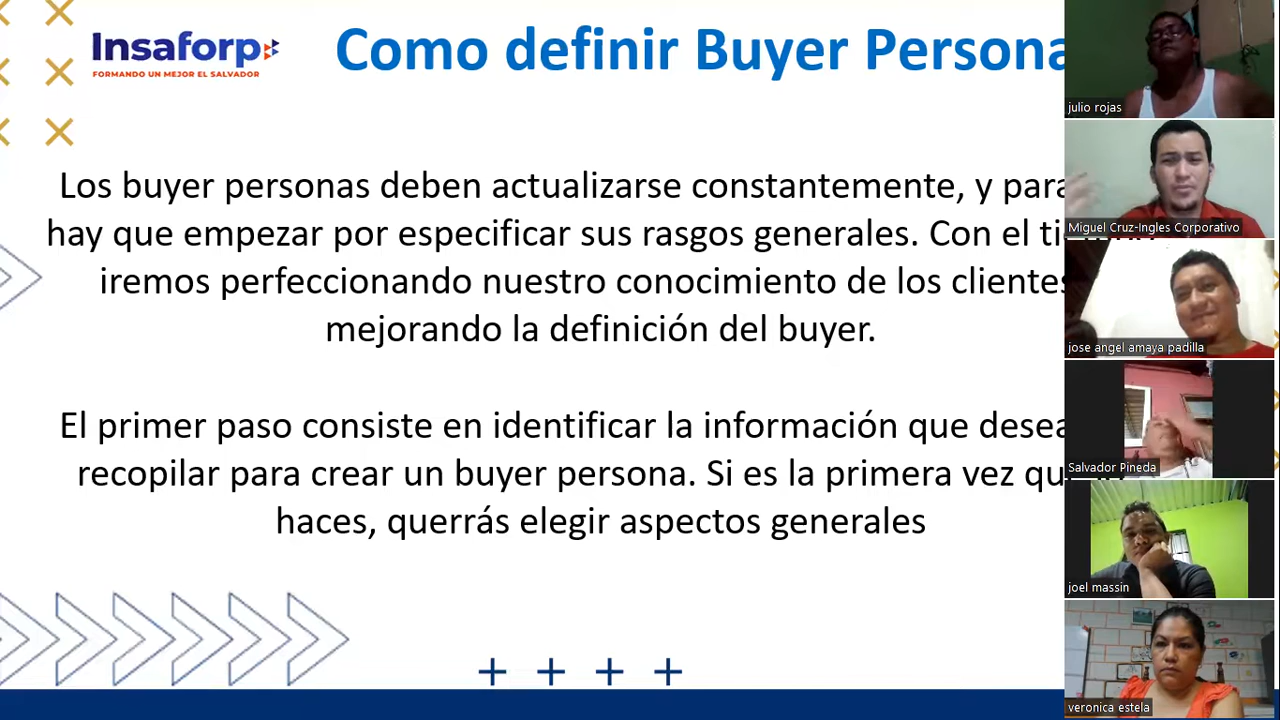 Insaforp
FORMANDO UN MEJOR EL SALVADOR
Como definir Buyer Persona
Los buyer personas deben actualizarse constantemente, y para
hay que empezar por especificar sus rasgos generales. Con el
iremos perfeccionando nuestro conocimiento de los clientes
mejorando la definición del buyer.
El primer paso consiste en identificar la información que
recopilar para crear un buyer persona. Si es la primera vez
haces, querrás elegir aspectos generales
julio rojas
Miguel Cruz-Ingles Corporativo
jose angel amaya padilla
Salvador Pineda
joel massin
veronica estela